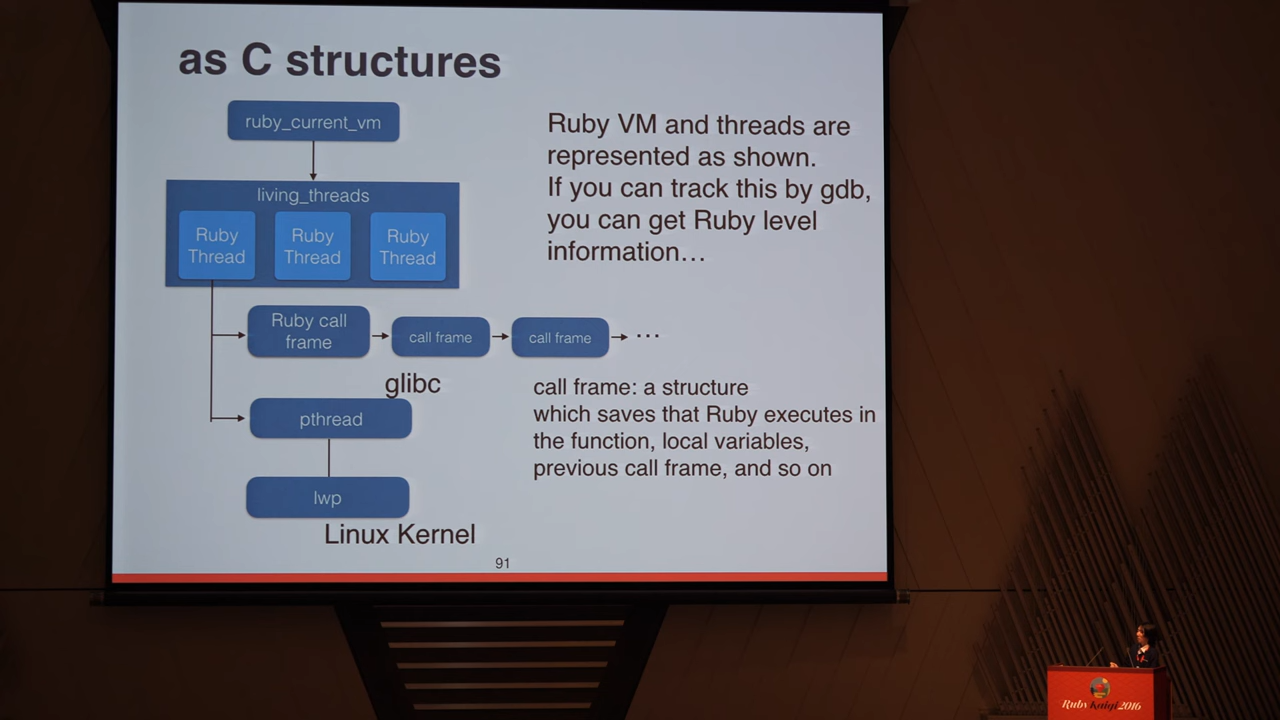 as C structures
ruby_current_vm
living_threads
Ruby
Thread
Ruby
Thread
Ruby
Thread
Ruby call
frame
call frame
call frame
...
glibc
pthread
lwp
Linux Kernel
Ruby VM and threads are
represented as shown.
If you can track this by gdb,
you can get Ruby level
information…
call frame: a structure
which saves that Ruby executes in
the function, local variables,
previous call frame, and so on
91
Ruby Kaigi 2016